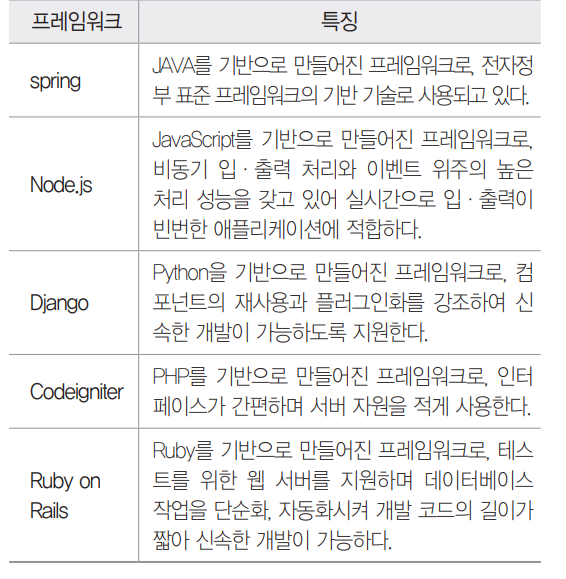 프레임워크 특징
spring
JAVA를 기반으로 만들어진 프레임워크로, 전자정
부 표준 프레임워크의 기반 기술로 사용되고 있다.
Node.js
JavaScript를 기반으로 만들어진 프레임워크로,
비동기 입·출력 처리와 이벤트 위주의 높은
처리 성능을 갖고 있어 실시간으로 입·출력이
빈번한 애플리케이션에 적합하다.
Django
Python을 기반으로 만들어진 프레임워크로, 컴
포넌트의 재사용과 플러그인화를 강조하여 신
속한 개발이 가능하도록 지원한다.
Codeigniter
PHP를 기반으로 만들어진 프레임워크로, 인터
페이스가 간편하며 서버 자원을 적게 사용한다.
Ruby on
Rails
Ruby를 기반으로 만들어진 프레임워크로, 테스
트를 위한 웹 서버를 지원하며 데이터베이스
작업을 단순화, 자동화시켜 개발 코드의 길이가
짧아 신속한 개발이 가능하다.